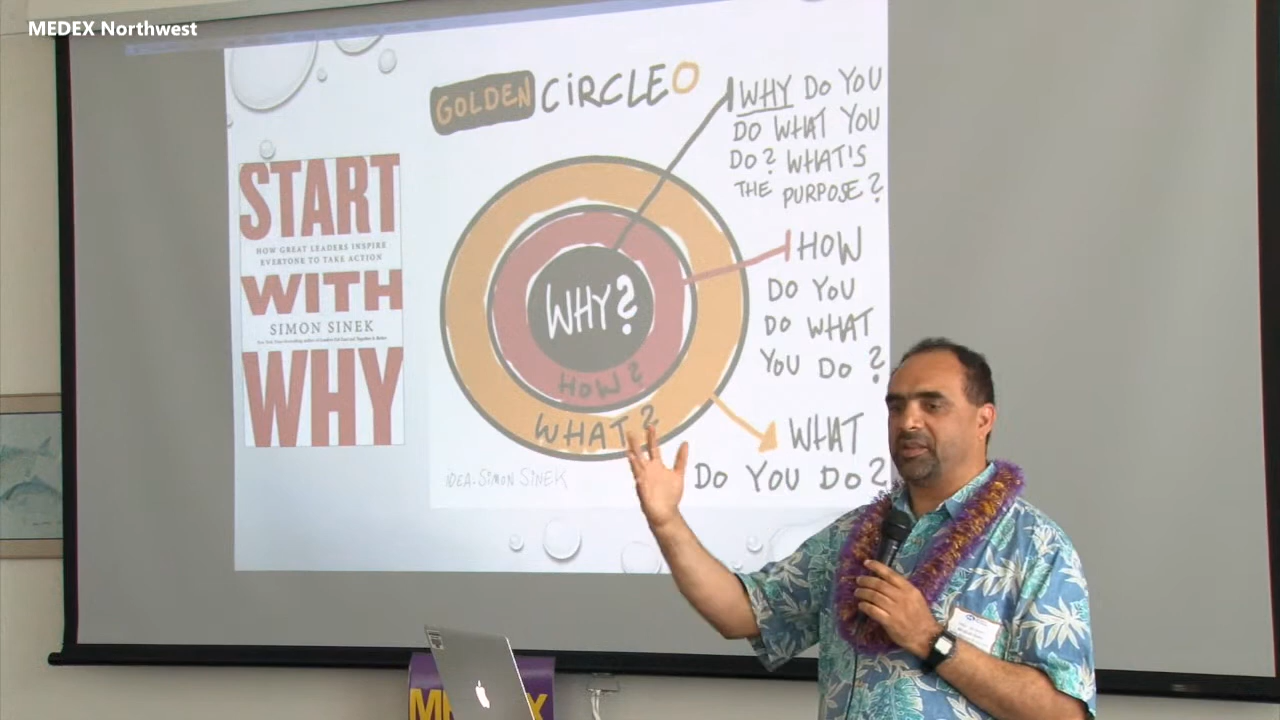 MEDEX Northwest
START
HOW GREAT LEADERS INSPIRE
EVERYONE TO TAKE ACTION
WITH
SIMON SINEK
WHY
GOLDEN CIRCLE
WHY DO YOU
DO WHAT YOU
DO? WHAT'S
THE PURPOSE?
HOW
DO YOU
DO WHAT
YOU DO?
WHAT
DO YOU DO?
WHY?
HOW?
WHAT?
IDEA: SIMON SINEK